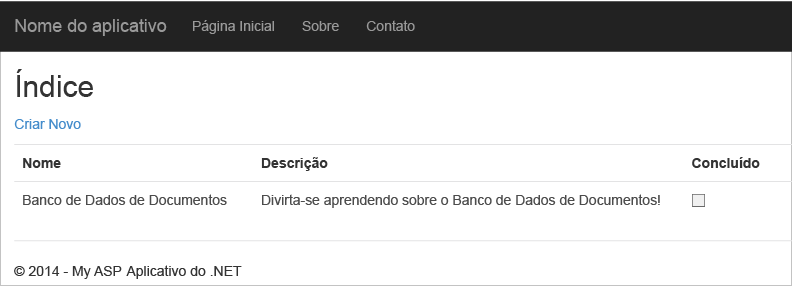 Nome do aplicativo Página Inicial Sobre Contato
Índice
Criar Novo
Nome Descrição Concluído
Banco de Dados de Documentos Divirta-se aprendendo sobre o Banco de Dados de Documentos!
© 2014 - My ASP Aplicativo do .NET